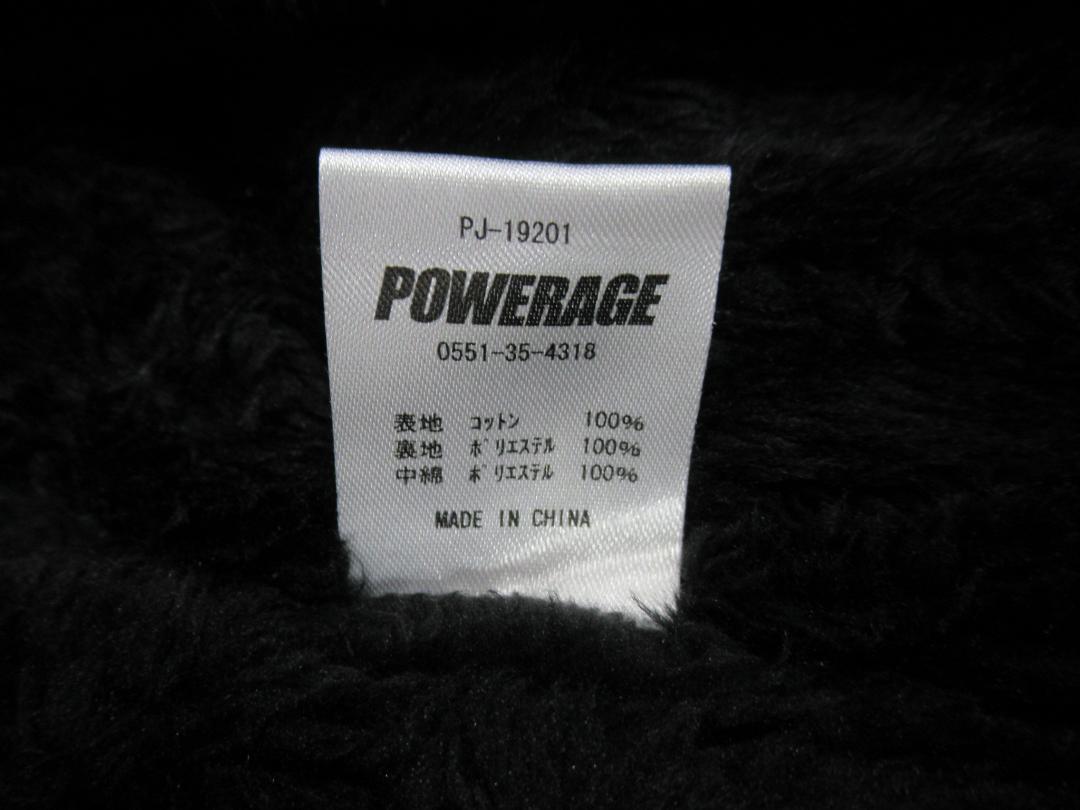 PJ-19201
POWERAGE
0551-35-4318
表地 コットン 100%
裏地 ポリエステル 100%
中綿 ポリエステル 100%
MADE IN CHINA